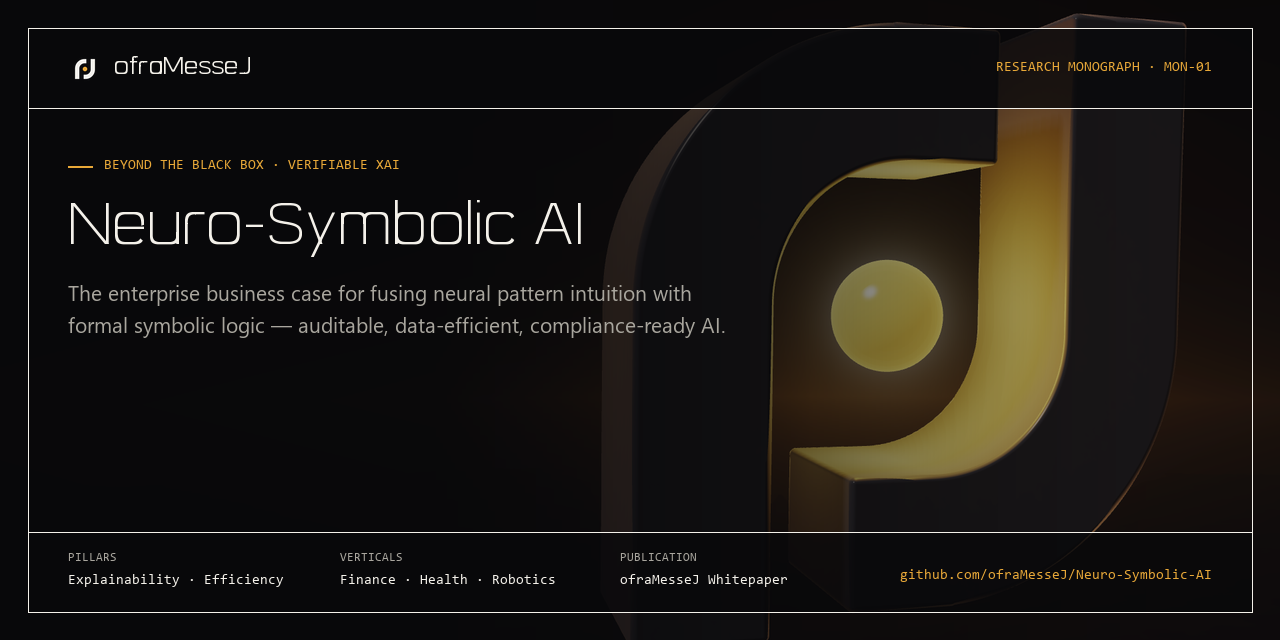 ofraMesseJ
RESEARCH MONOGRAPH · MON-01
BEYOND THE BLACK BOX · VERIFIABLE XAI
Neuro-Symbolic AI
The enterprise business case for fusing neural pattern intuition with
formal symbolic logic — auditable, data-efficient, compliance-ready AI.
PILLARS
Explainability · Efficiency
VERTICALS
Finance · Health · Robotics
PUBLICATION
ofraMesseJ Whitepaper
github.com/ofraMesseJ/Neuro-Symbolic-AI